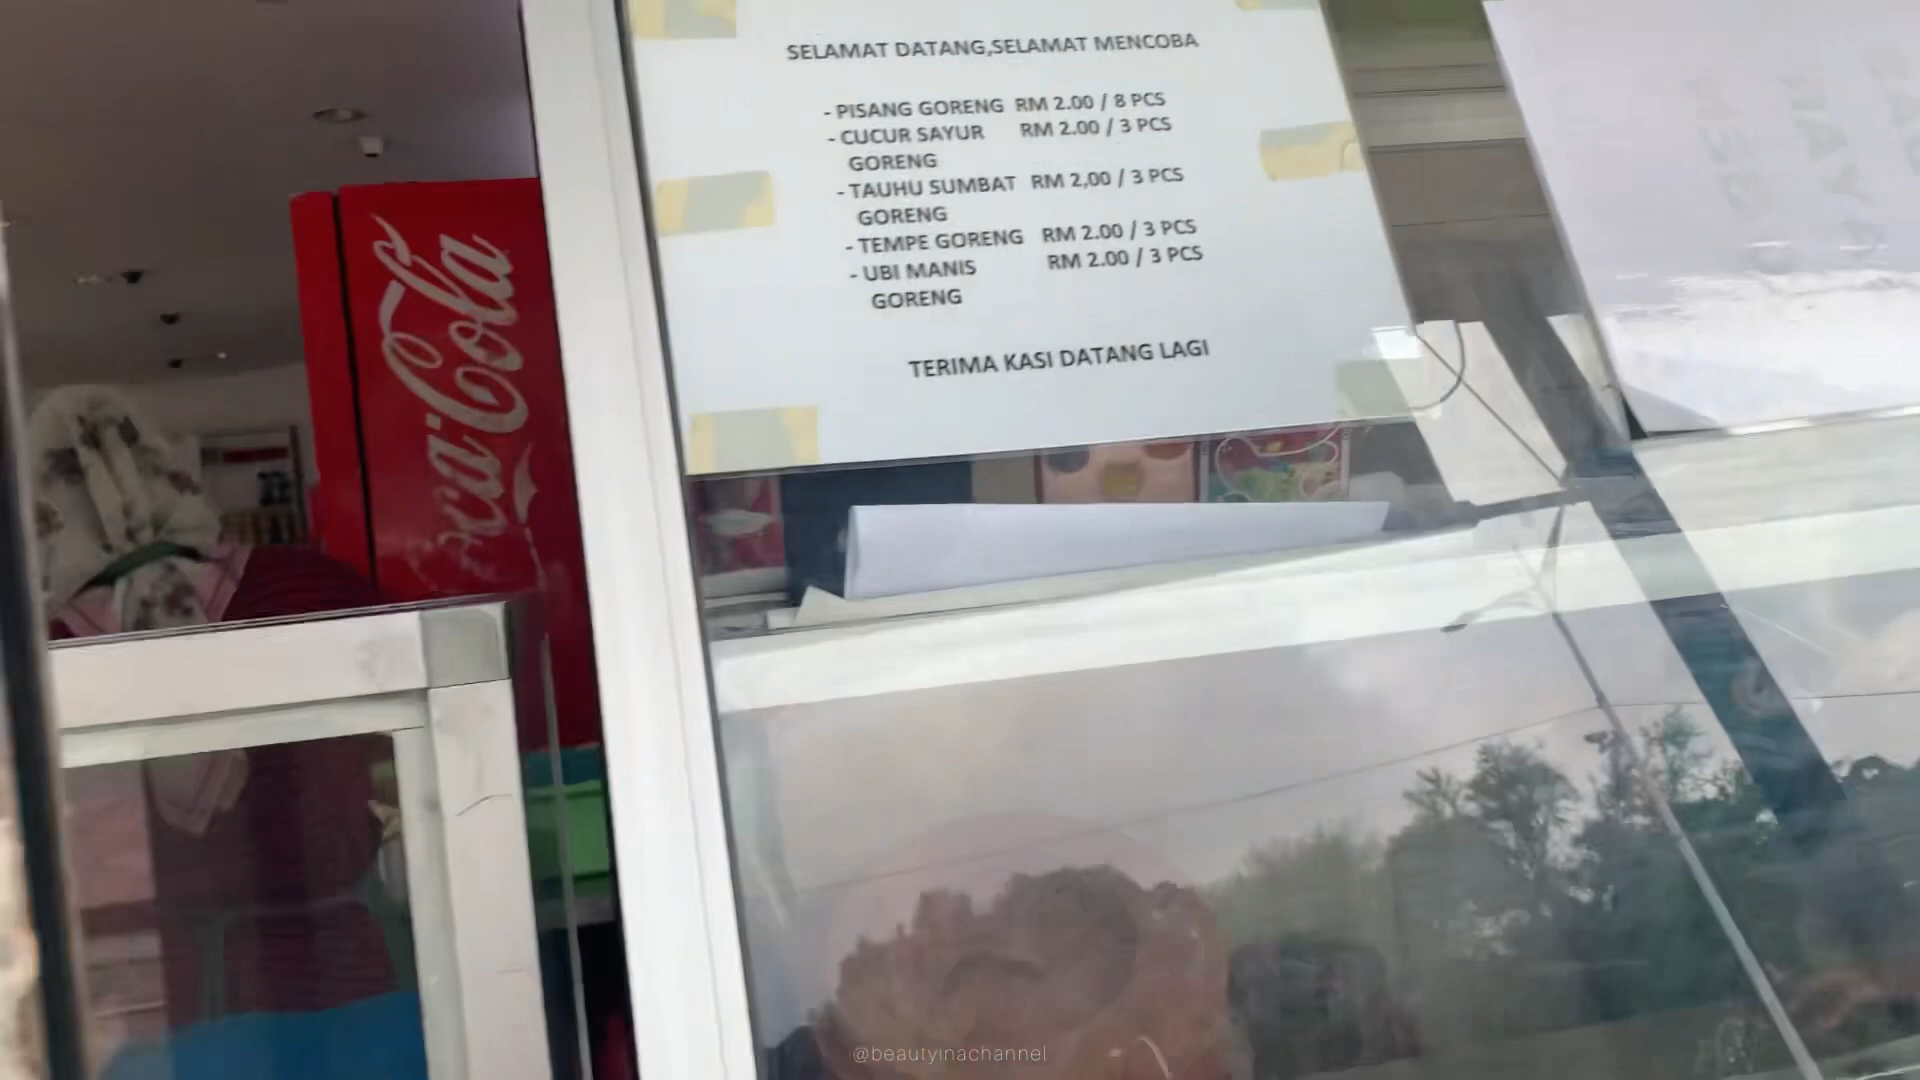 SELAMAT DATANG,SELAMAT MENCOBA
- PISANG GORENG RM 2.00 / 8 PCS
- CUCUR SAYUR RM 2.00 / 3 PCS
GORENG
- TAUHU SUMBAT RM 2,00 / 3 PCS
GORENG
- TEMPE GORENG RM 2.00 / 3 PCS
- UBI MANIS RM 2.00 / 3 PCS
GORENG
TERIMA KASI DATANG LAGI
Coca-Cola
@beautyinachannel